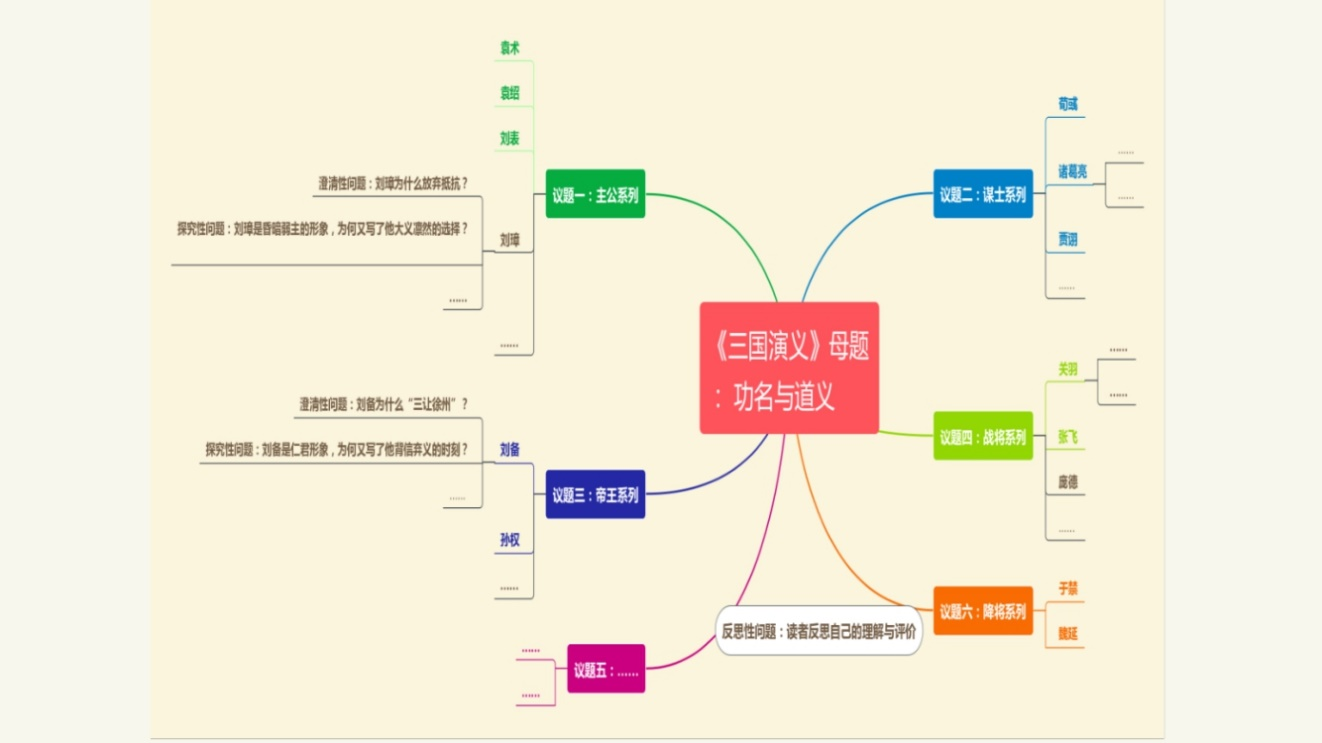 《三国演义》母题
：功名与道义
议题一：主公系列
袁术
袁绍
刘表
刘璋
澄清性问题：刘璋为什么放弃抵抗？
探究性问题：刘璋是昏暗弱主的形象，为何又写了他大义凛然的选择？
……
……
议题二：谋士系列
荀彧
诸葛亮
……
……
贾诩
……
议题三：帝王系列
刘备
澄清性问题：刘备为什么“三让徐州”？
探究性问题：刘备是仁君形象，为何又写了他背信弃义的时刻？
……
孙权
……
议题四：战将系列
关羽
……
……
张飞
庞德
……
议题五：……
……
……
议题六：降将系列
于禁
魏延
反思性问题：读者反思自己的理解与评价